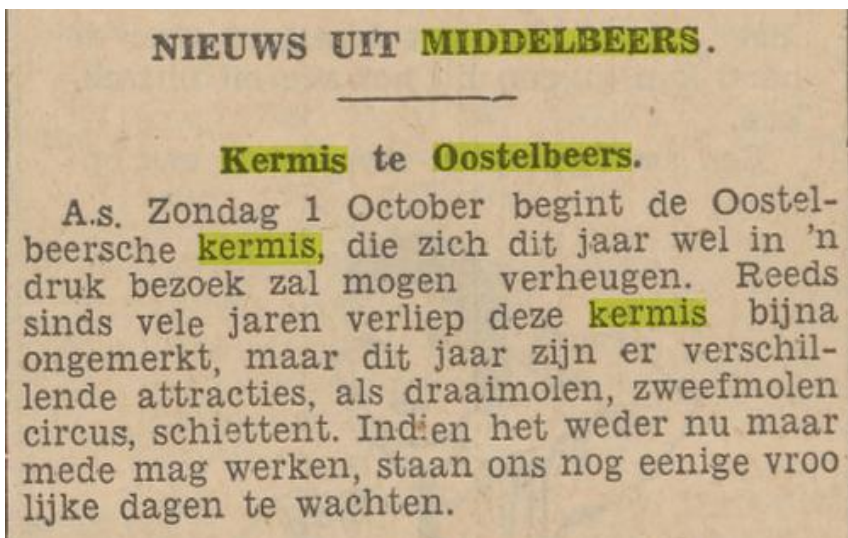 NIEUWS UIT MIDDELBEERS.
Kermis te Oostelbeers.
A.s. Zondag 1 October begint de Oostel-
beersche kermis, die zich dit jaar wel in 'n
druk bezoek zal mogen verheugen. Reeds
sinds vele jaren verliep deze kermis bijna
ongemerkt, maar dit jaar zijn er verschil-
lende attracties, als draaimolen, zweefmolen
circus, schiettent. Indien het weder nu maar
mede mag werken, staan ons nog eenige vroo
lijke dagen te wachten.